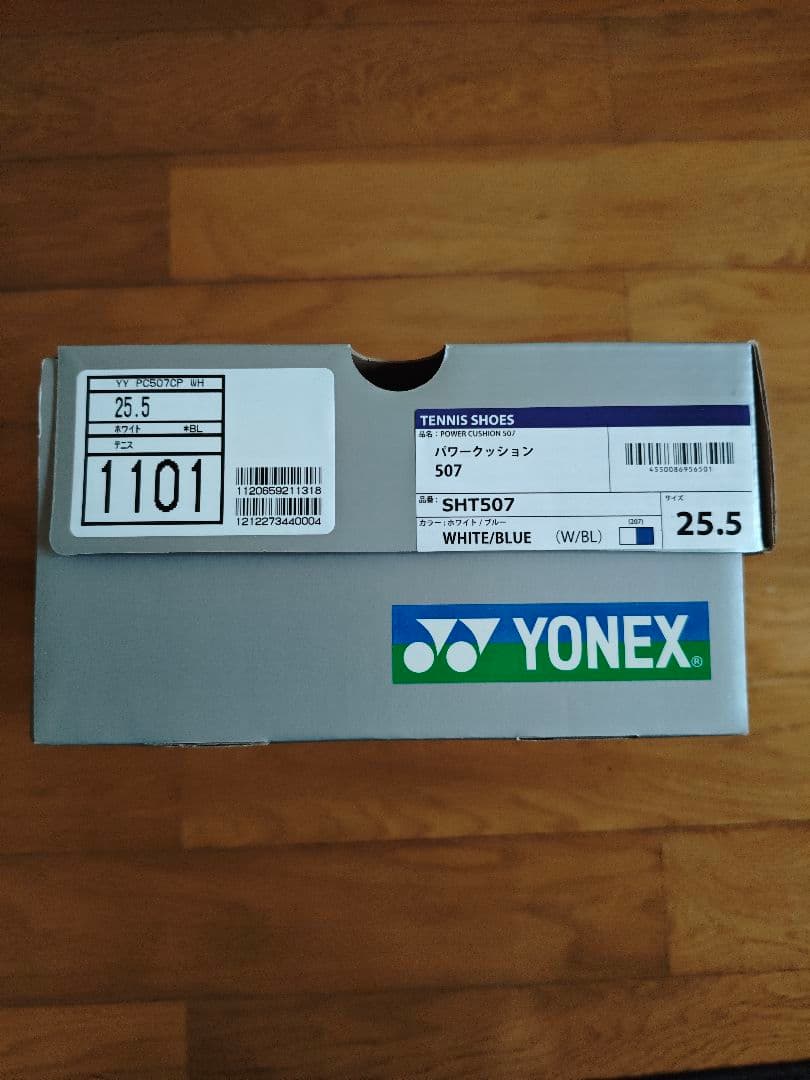 YY PC507CP WH
25.5
ホワイト *BL
テニス
1101
1120659211318
1212273440004
TENNIS SHOES
品名：POWER CUSHION 507
パワークッション
507
4550086956501
品番：SHT507
カラー：ホワイト / ブルー
WHITE/BLUE (W/BL)
(207)
サイズ
25.5
YONEX®